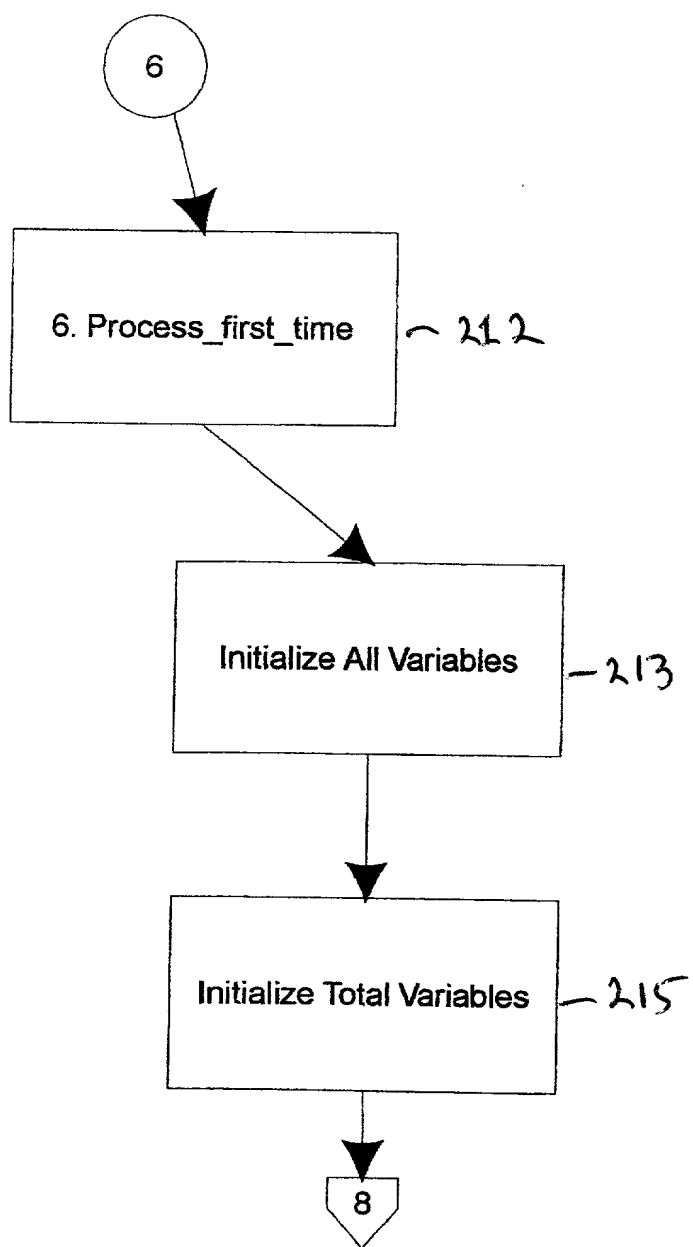 6
6. Process_first_time
212
Initialize All Variables
213
Initialize Total Variables
215
8